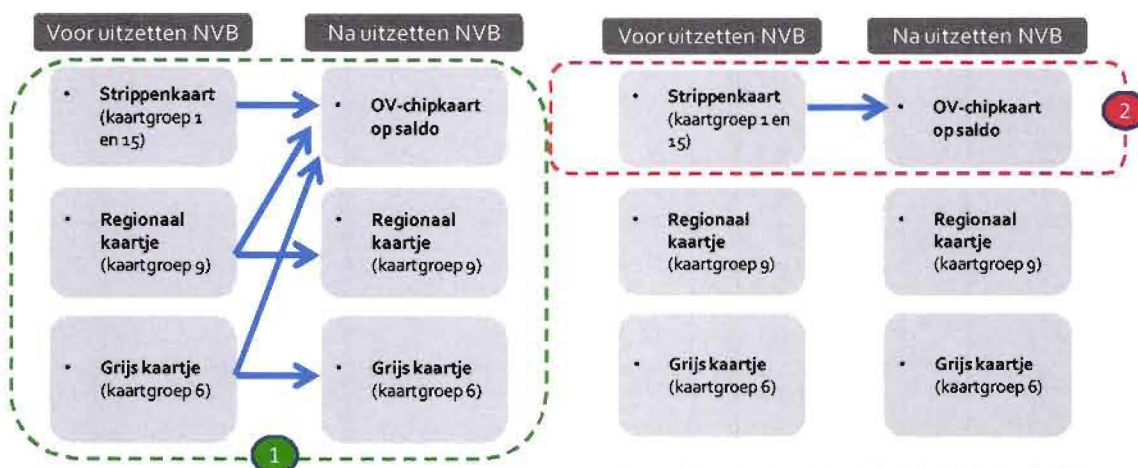 Voor uitzetten NVB
Na uitzetten NVB
• Strippenkaart
(kaartgroep 1
en 15)
• OV-chipkaart
op saldo
• Regionaal
kaartje
(kaartgroep 9)
• Regionaal
kaartje
(kaartgroep 9)
• Grijs kaartje
(kaartgroep 6)
• Grijs kaartje
(kaartgroep 6)
1
Voor uitzetten NVB
Na uitzetten NVB
• Strippenkaart
(kaartgroep 1 en
15)
• OV-chipkaart
op saldo
2
• Regionaal
kaartje
(kaartgroep 9)
• Regionaal
kaartje
(kaartgroep 9)
• Grijs kaartje
(kaartgroep 6)
• Grijs kaartje
(kaartgroep 6)